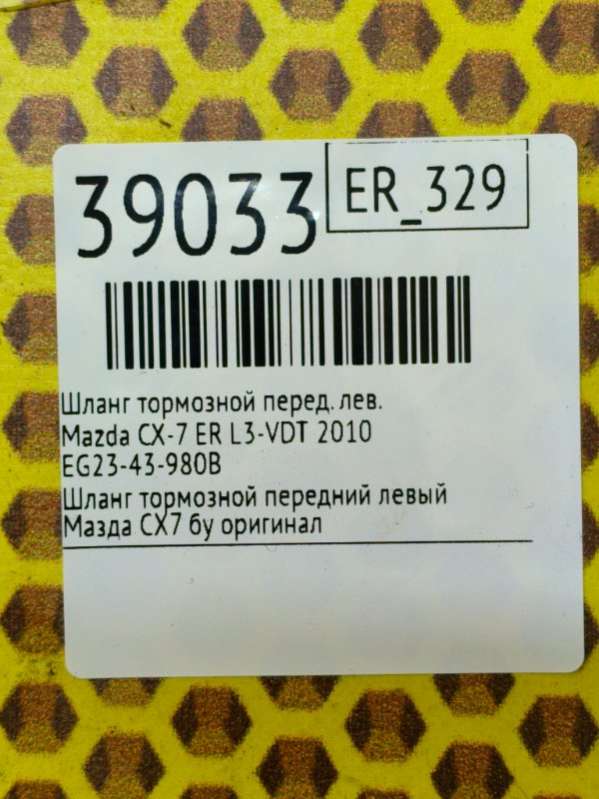 39033
ER_329
Шланг тормозной перед. лев.
Mazda CX-7 ER L3-VDT 2010
EG23-43-980B
Шланг тормозной передний левый
Мазда СХ7 бу оригинал